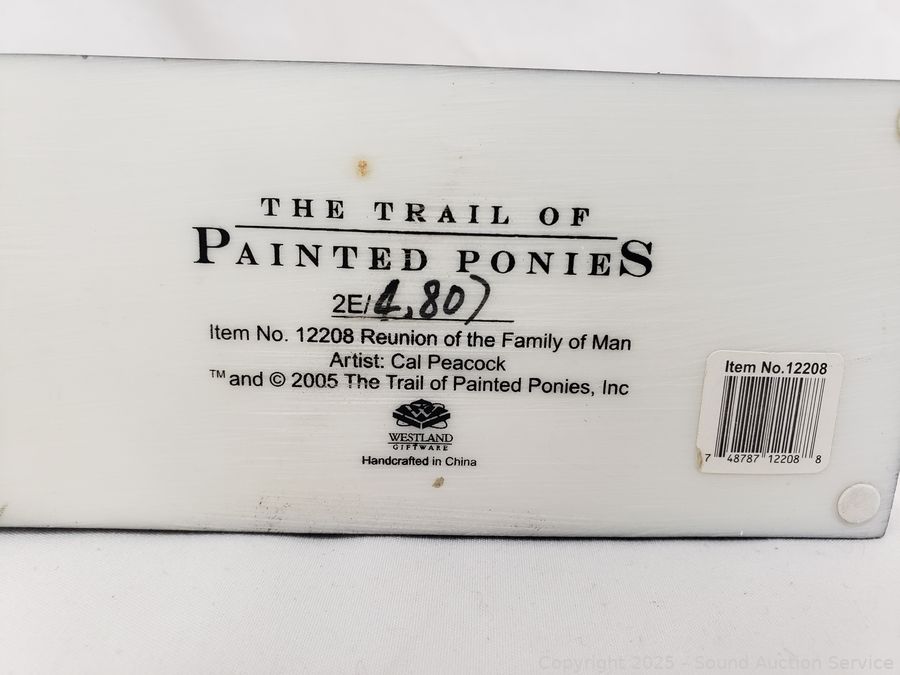 THE TRAIL OF
PAINTED PONIES
2E/4,807
Item No. 12208 Reunion of the Family of Man
Artist: Cal Peacock
™ and © 2005 The Trail of Painted Ponies, Inc
W
WESTLAND
GIFTWARE
Handcrafted in China
Item No.12208
7 48787 12208 8
Copyright 2025 - Sound Auction Service